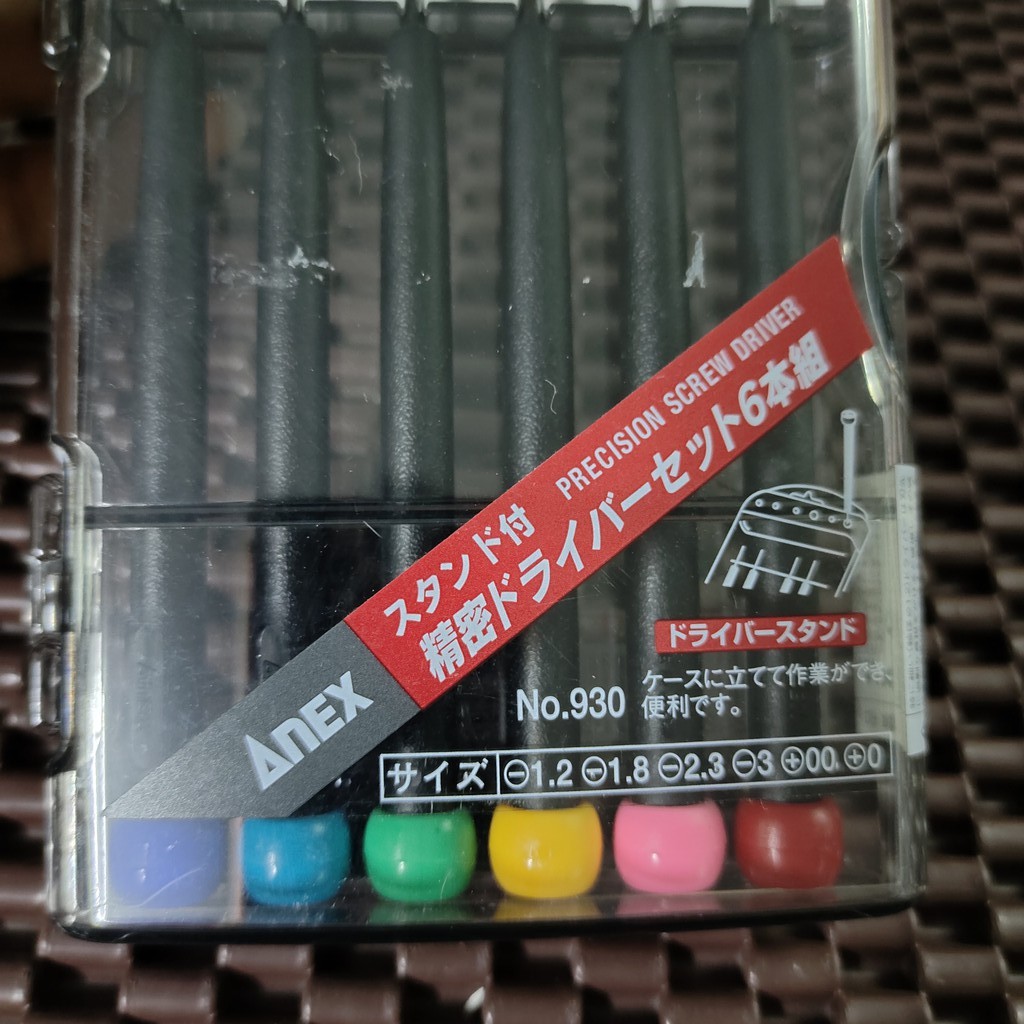 PRECISION SCREW DRIVER
スタンド付
精密ドライバーセット6本組
ANEX
ドライバースタンド
No.930
ケースに立てて作業ができ、
便利です。
サイズ ⊖1.2 ⊖1.8 ⊖2.3 ⊖3 ⊕00 ⊕0